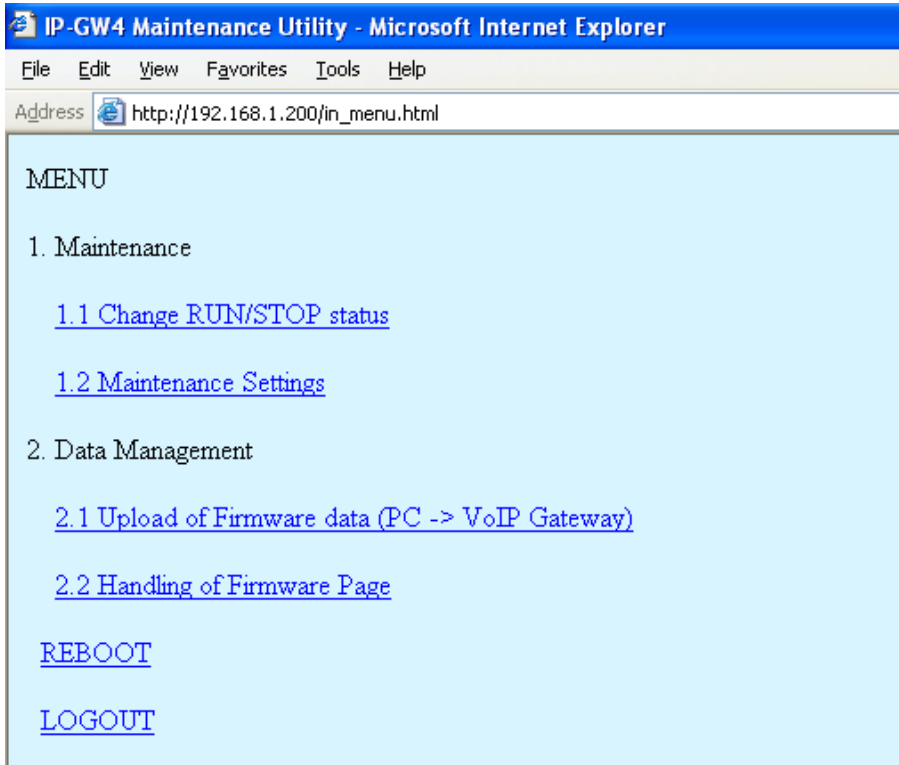 IP-GW4 Maintenance Utility - Microsoft Internet Explorer
File Edit View Favorites Tools Help
Address http://192.168.1.200/in_menu.html
MENU
1. Maintenance
1.1 Change RUN/STOP status
1.2 Maintenance Settings
2. Data Management
2.1 Upload of Firmware data (PC -> VoIP Gateway)
2.2 Handling of Firmware Page
REBOOT
LOGOUT